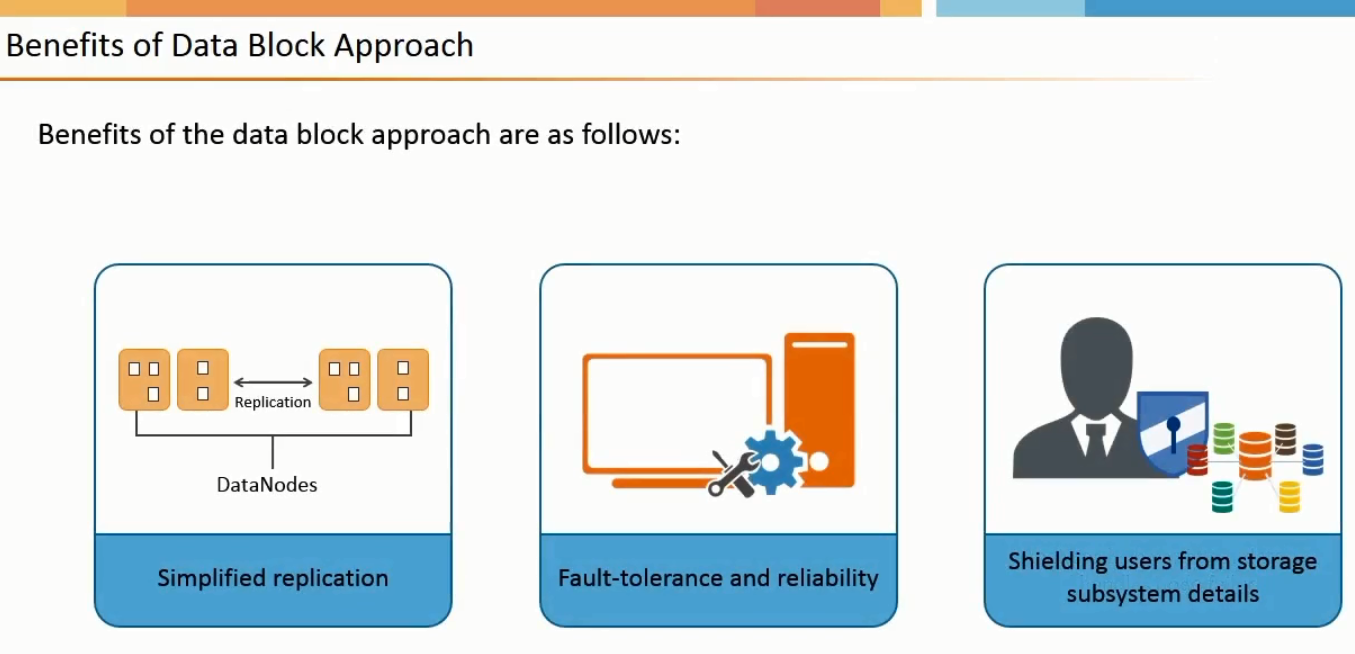 Benefits of Data Block Approach
Benefits of the data block approach are as follows:
Replication
DataNodes
Simplified replication
Fault-tolerance and reliability
Shielding users from storage
subsystem details